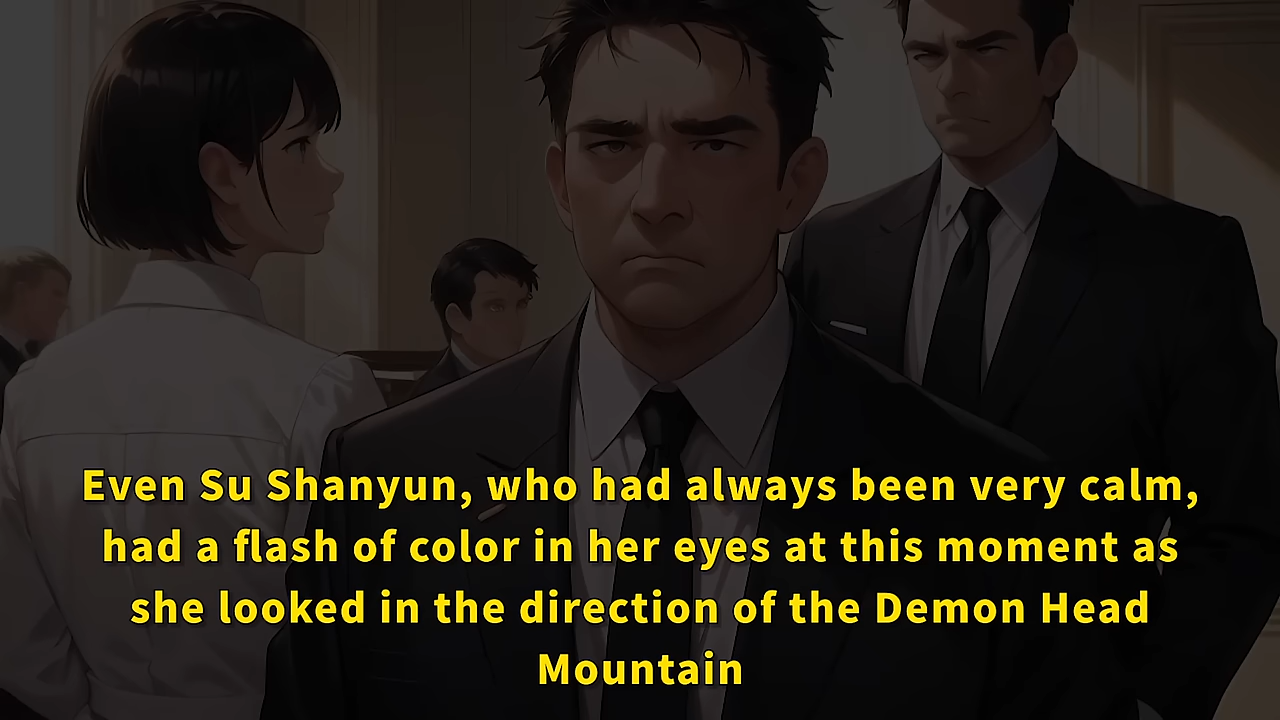 Even Su Shanyun, who had always been very calm,
had a flash of color in her eyes at this moment as
she looked in the direction of the Demon Head
Mountain